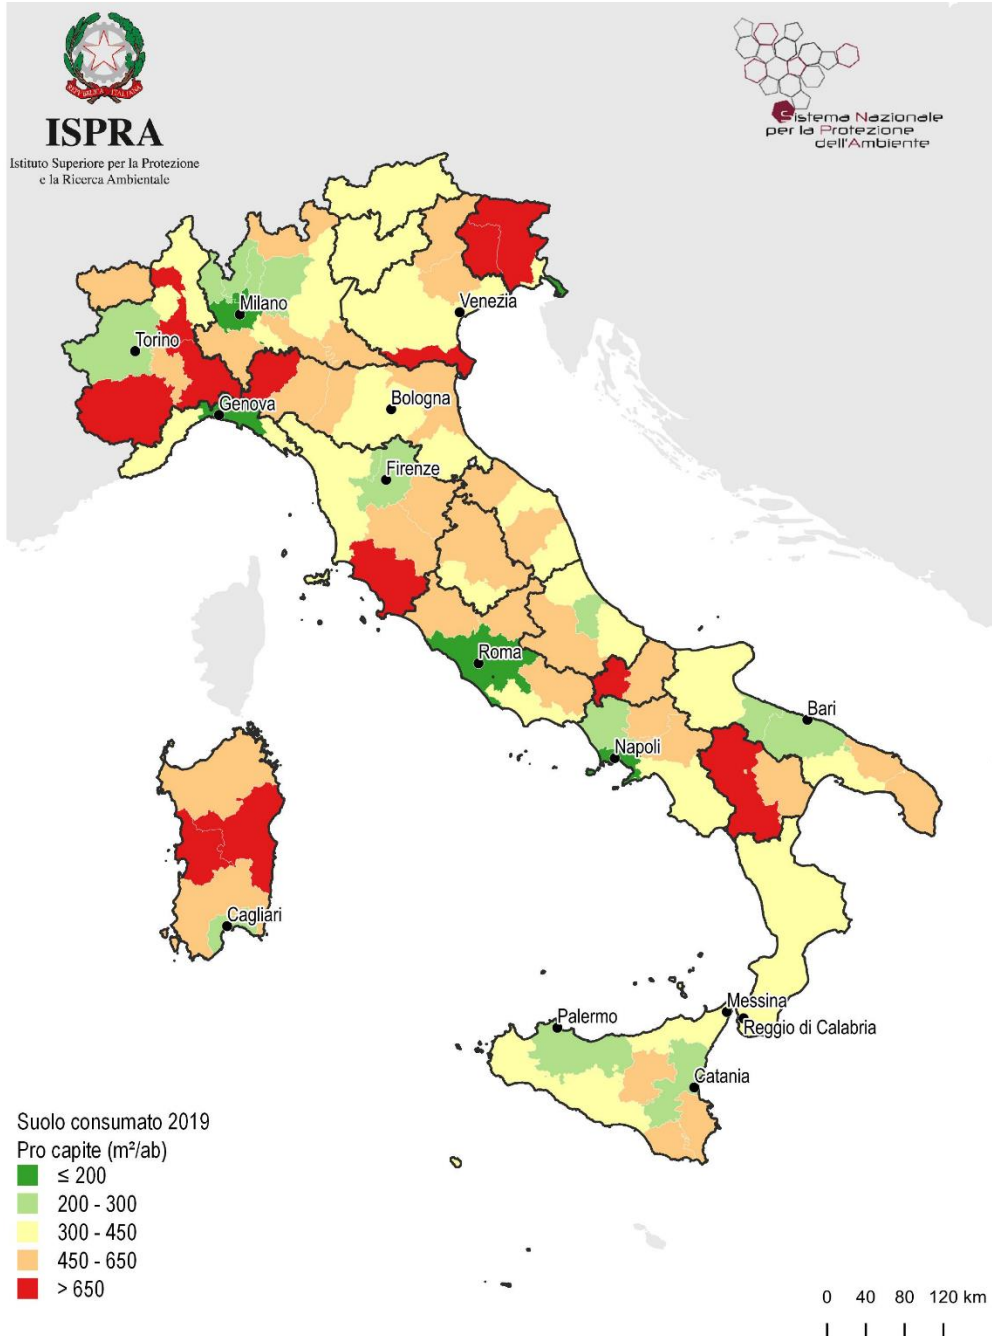 REPVBBLICA ITALIANA
ISPRA
Istituto Superiore per la Protezione
e la Ricerca Ambientale
Sistema Nazionale
per la Protezione
dell'Ambiente
Milano
Venezia
Torino
Genova
Bologna
Firenze
Roma
Bari
Napoli
Cagliari
Messina
Palermo
Reggio di Calabria
Catania
Suolo consumato 2019
Pro capite (m²/ab)
≤ 200
200 - 300
300 - 450
450 - 650
> 650
0 40 80 120 km